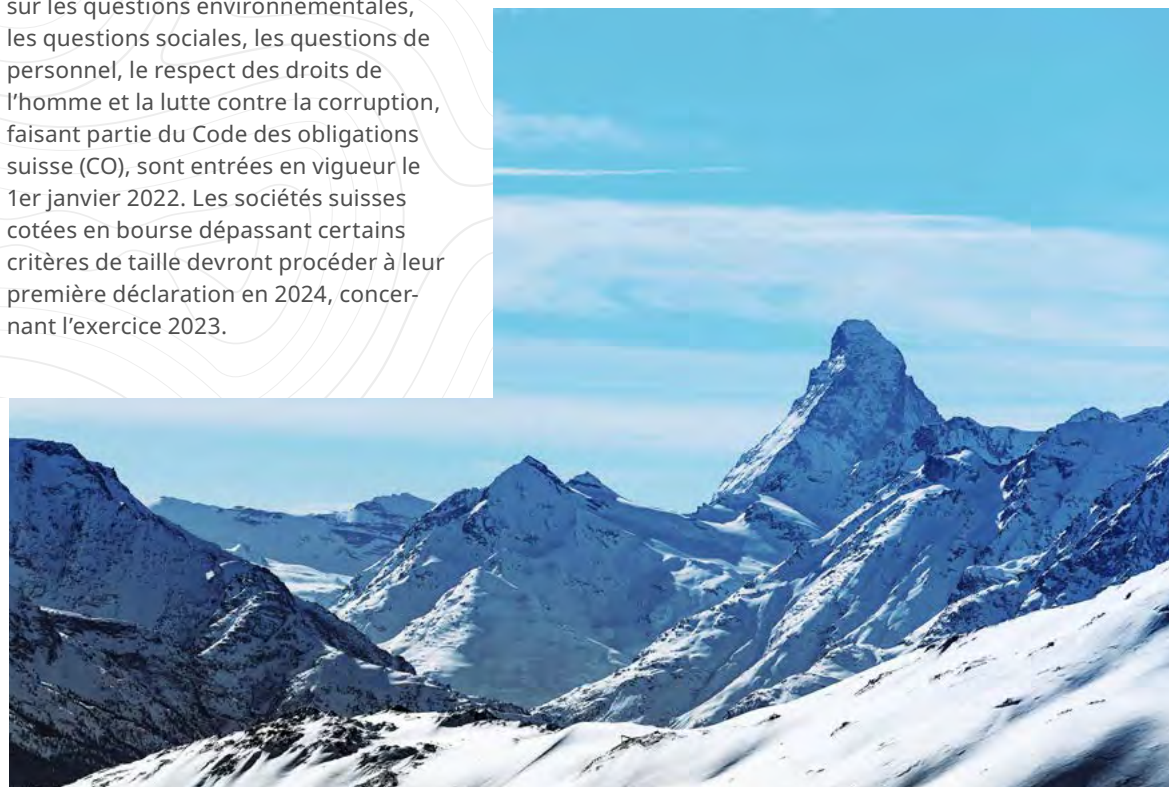 sur les questions environnementales,
les questions sociales, les questions de
personnel, le respect des droits de
l’homme et la lutte contre la corruption,
faisant partie du Code des obligations
suisse (CO), sont entrées en vigueur le
1er janvier 2022. Les sociétés suisses
cotées en bourse dépassant certains
critères de taille devront procéder à leur
première déclaration en 2024, concer-
nant l’exercice 2023.